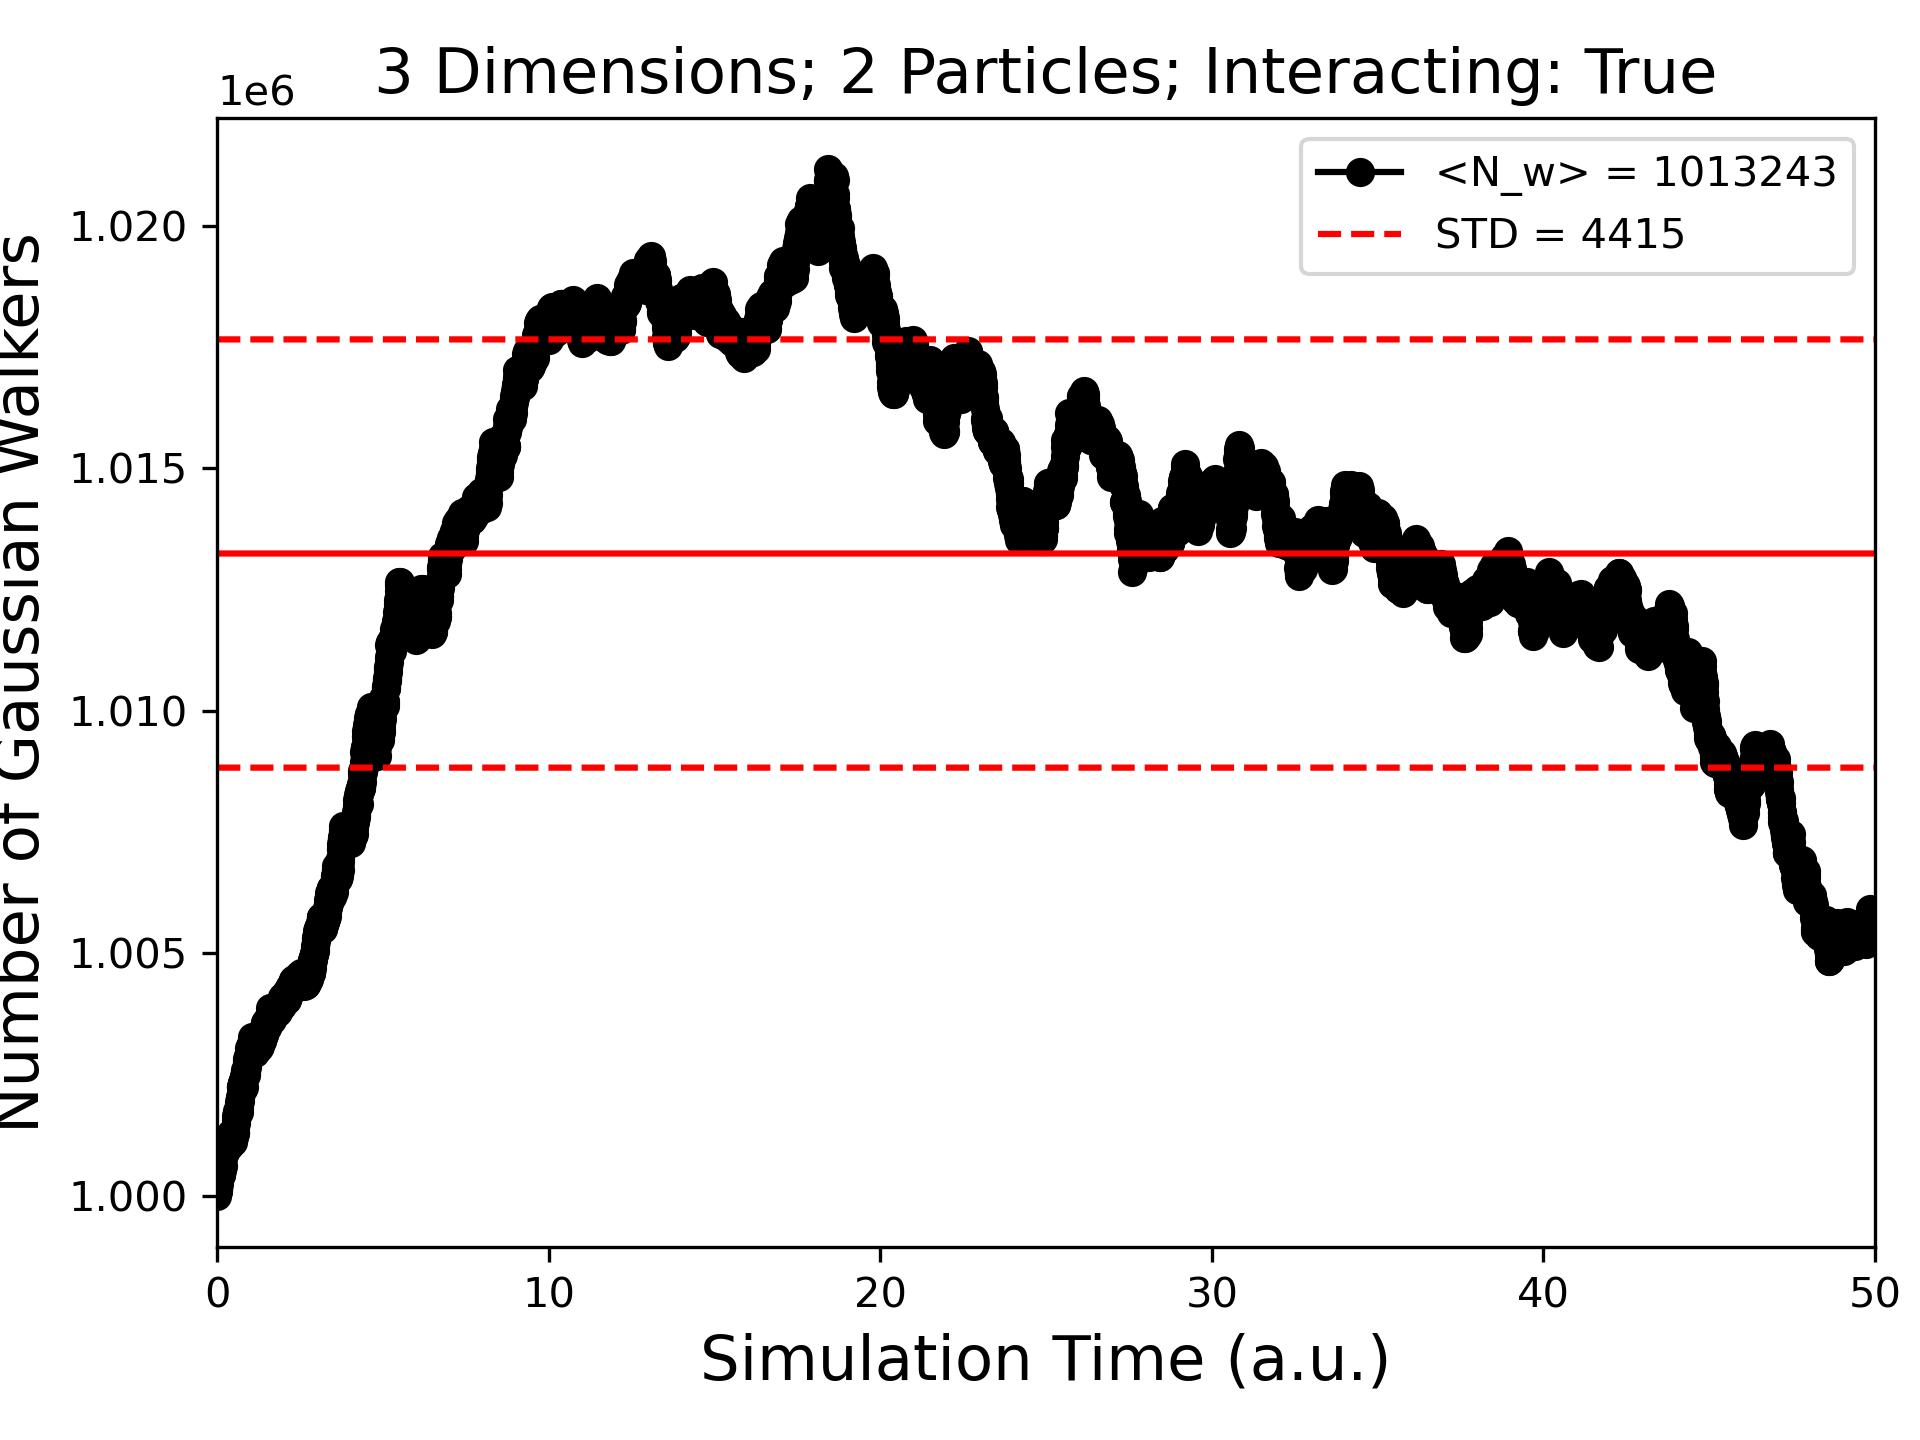 3 Dimensions; 2 Particles; Interacting: True
1e6
<N_w> = 1013243
STD = 4415
1.020
1.015
1.010
1.005
1.000
Number of Gaussian Walkers
0 10 20 30 40 50
Simulation Time (a.u.)